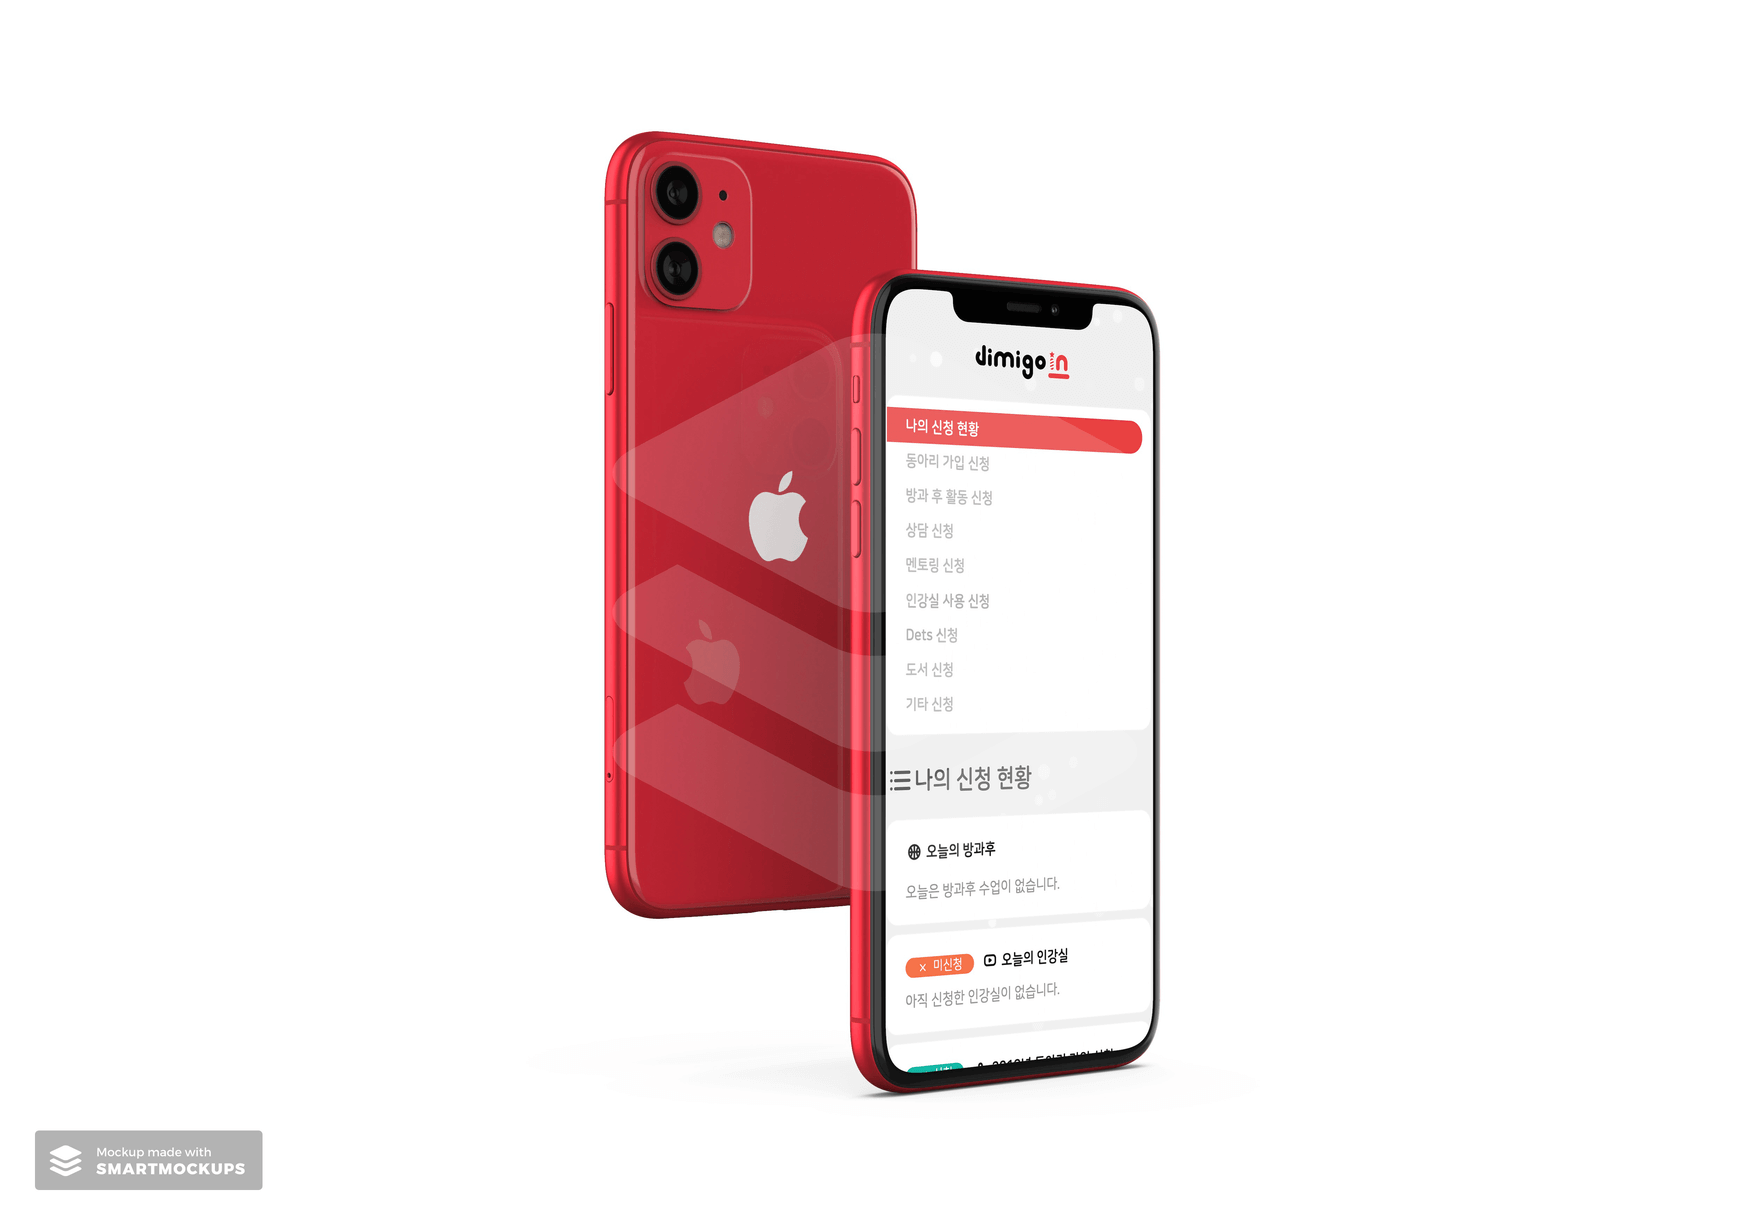 dimigoin
나의 신청 현황
동아리 가입 신청
방과 후 활동 신청
상담 신청
멘토링 신청
인강실 사용 신청
Dets 신청
도서 신청
기타 신청
나의 신청 현황
오늘의 방과후
오늘은 방과후 수업이 없습니다.
× 미신청 오늘의 인강실
아직 신청한 인강실이 없습니다.
Mockup made with
SMARTMOCKUPS